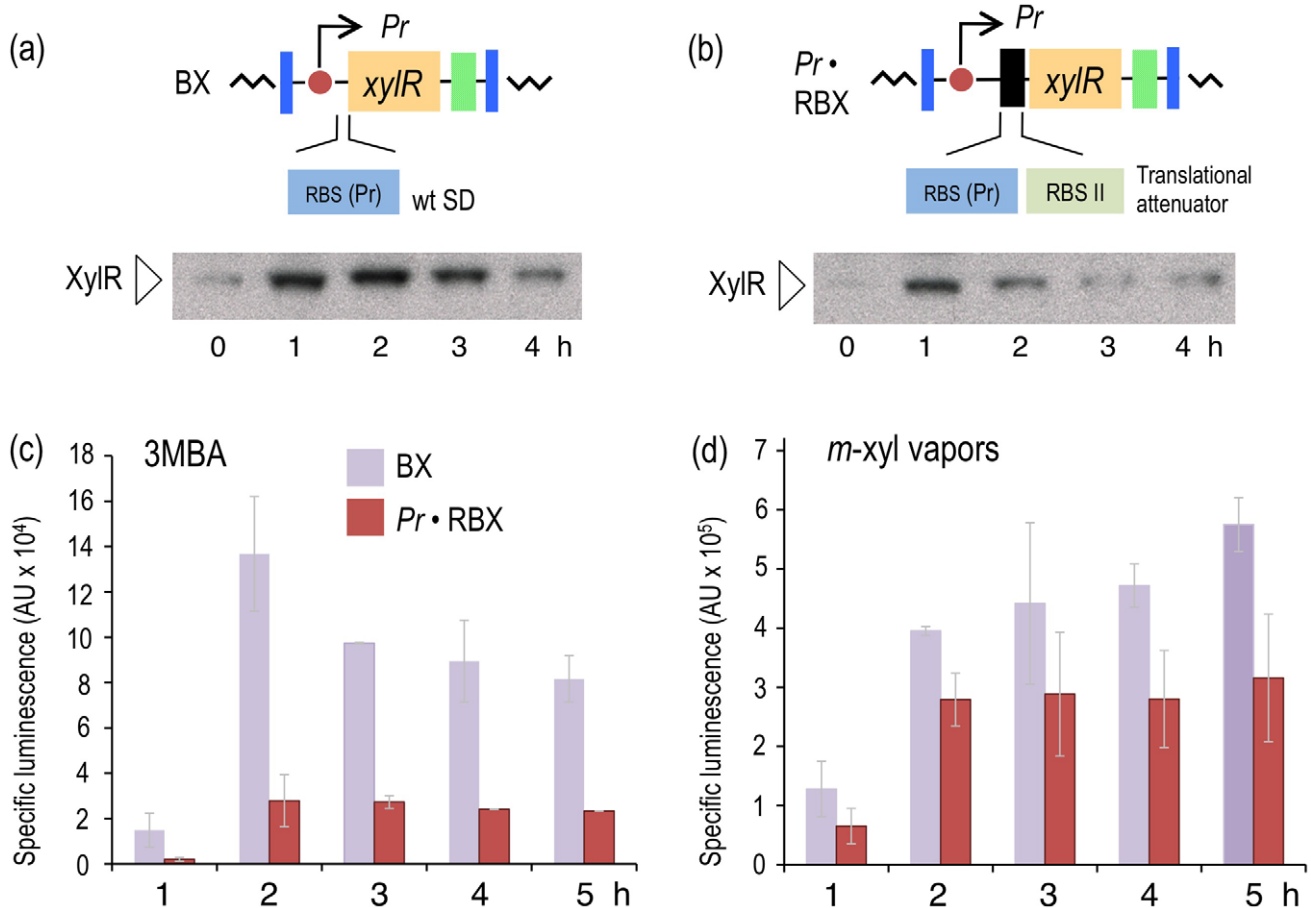 (a)
Pr
BX
xylR
RBS (Pr)
wt SD
XylR
0 1 2 3 4 h
(b)
Pr
Pr •
RBX
xylR
RBS (Pr)
RBS II
Translational
attenuator
XylR
0 1 2 3 4 h
(c)
3MBA
BX
Pr • RBX
Specific luminescence (AU x 10⁴)
18
16
14
12
10
8
6
4
2
0
1 2 3 4 5 h
(d)
m-xyl vapors
Specific luminescence (AU x 10⁵)
7
6
5
4
3
2
1
0
1 2 3 4 5 h